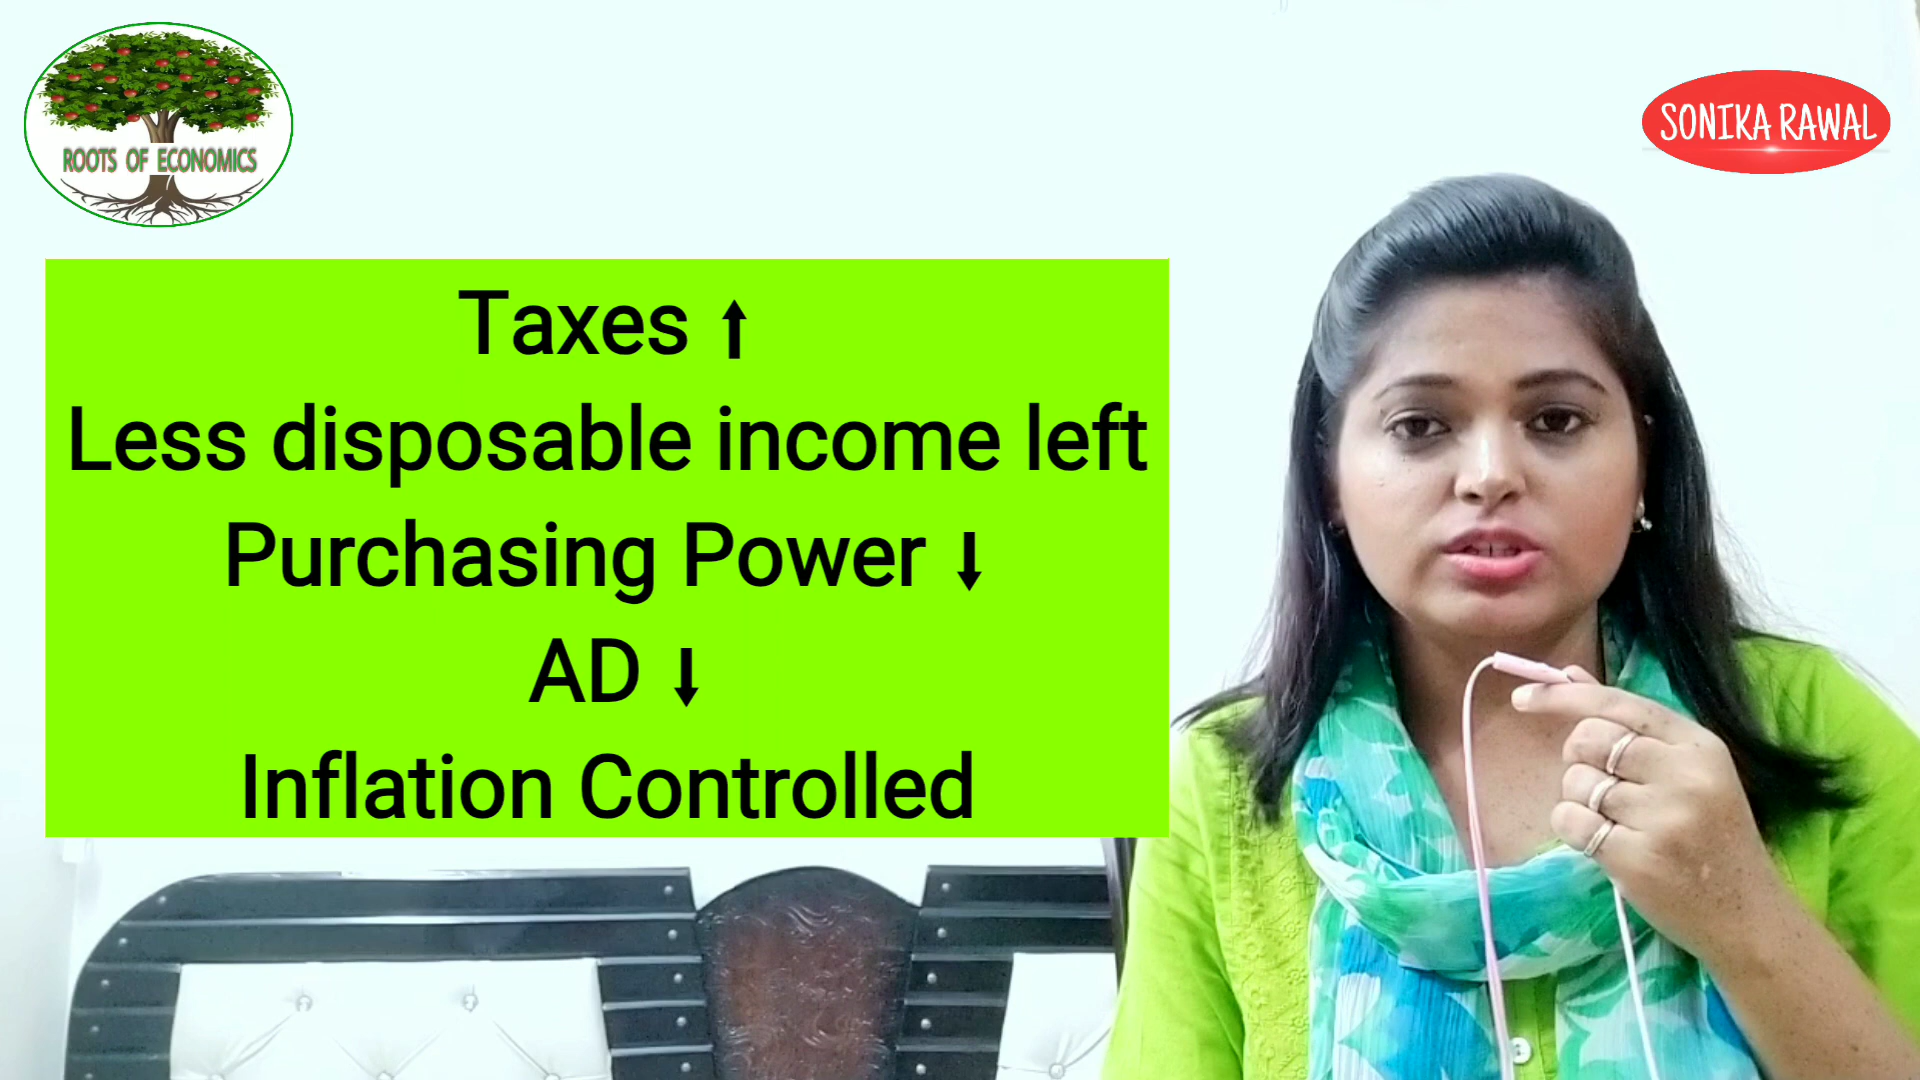 ROOTS OF ECONOMICS
SONIKA RAWAL
Taxes ⬆
Less disposable income left
Purchasing Power ⬇
AD ⬇
Inflation Controlled